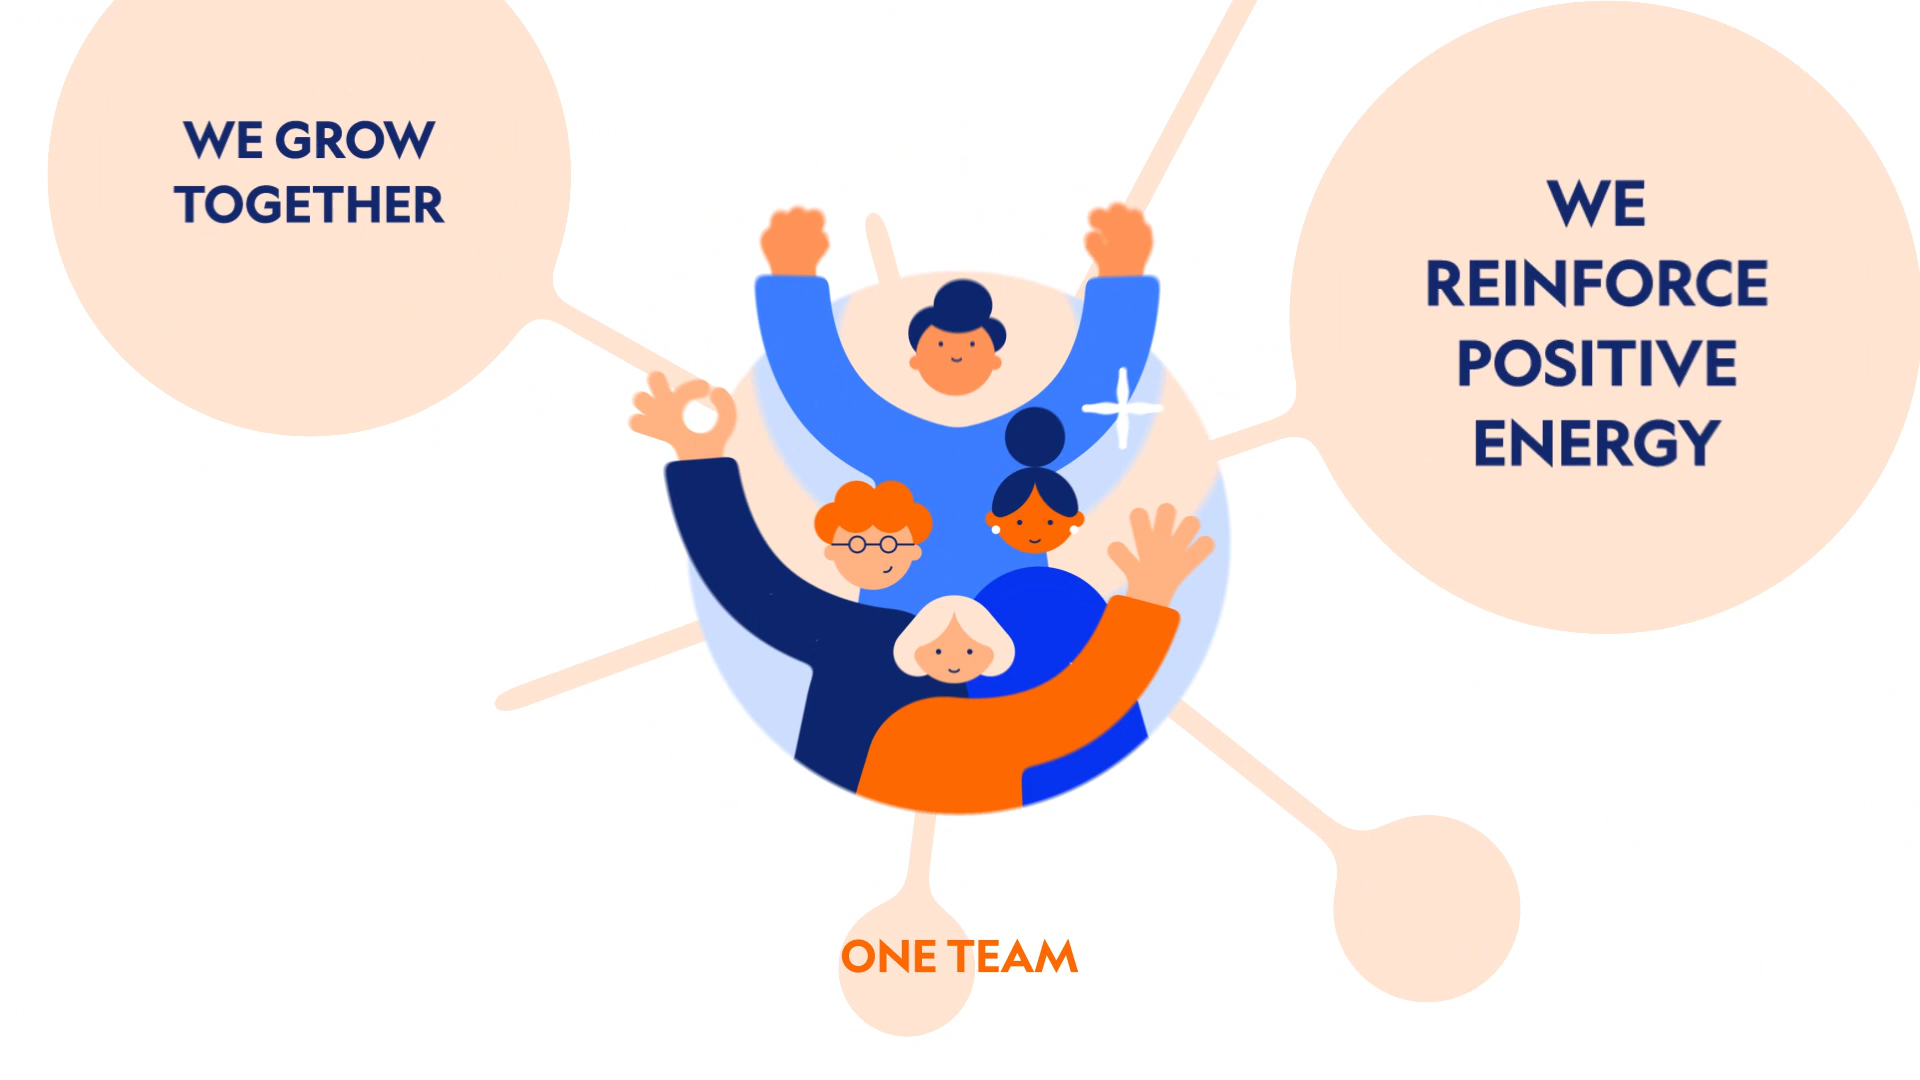 WE GROW
TOGETHER
WE
REINFORCE
POSITIVE
ENERGY
ONE TEAM